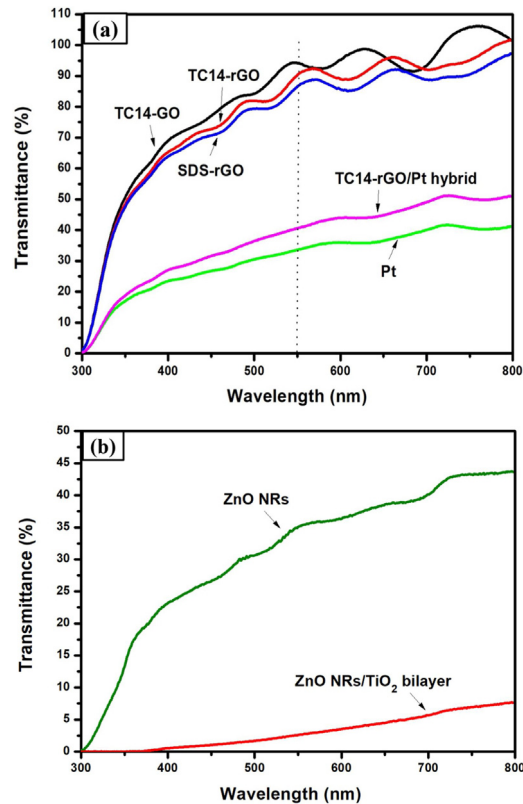 (a)
110
100
90
80
70
60
50
40
30
20
10
0
Transmittance (%)
TC14-rGO
TC14-GO
SDS-rGO
TC14-rGO/Pt hybrid
Pt
300 400 500 600 700 800
Wavelength (nm)
(b)
50
45
40
35
30
25
20
15
10
5
0
Transmittance (%)
ZnO NRs
ZnO NRs/TiO₂ bilayer
300 400 500 600 700 800
Wavelength (nm)